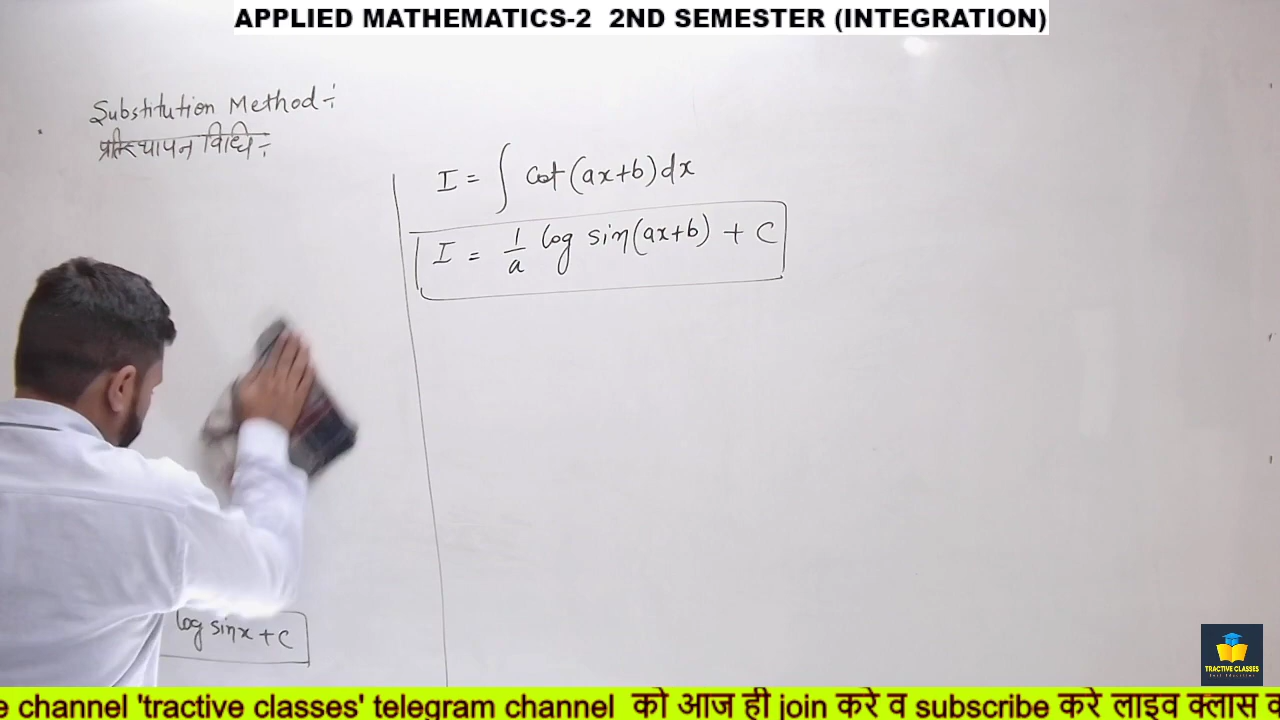 APPLIED MATHEMATICS-2 2ND SEMESTER (INTEGRATION)
Substitution Method :-
प्रतिस्थापन विधि :-
I = ∫ cot(ax+b)dx
I = 1/a log sin(ax+b) + C
log sinx + C
TRACTIVE CLASSES
e channel 'tractive classes' telegram channel को आज ही join करे व subscribe करे लाइव क्लास